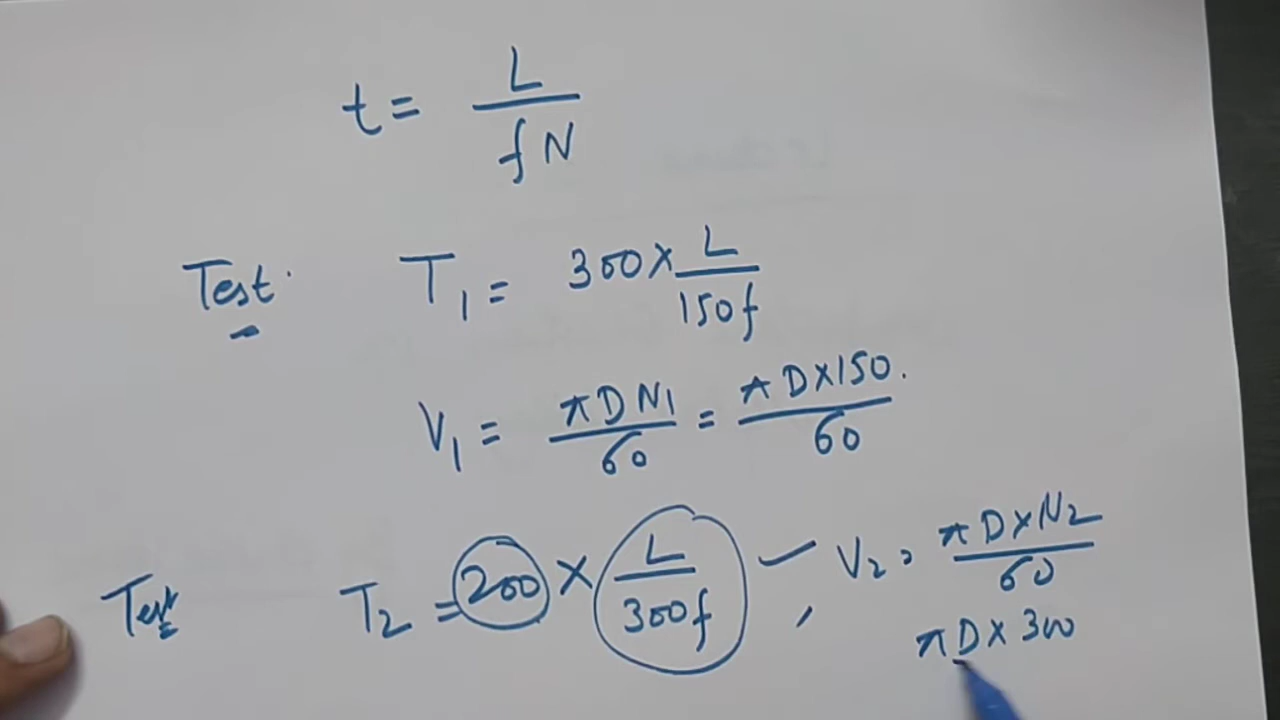 t = L / fN
Test. T1 = 300 × L / 150f
V1 = πDN1 / 60 = πD×150. / 60
Test T2 = 200 × L / 300f , V2 = πD×N2 / 60
πD×300